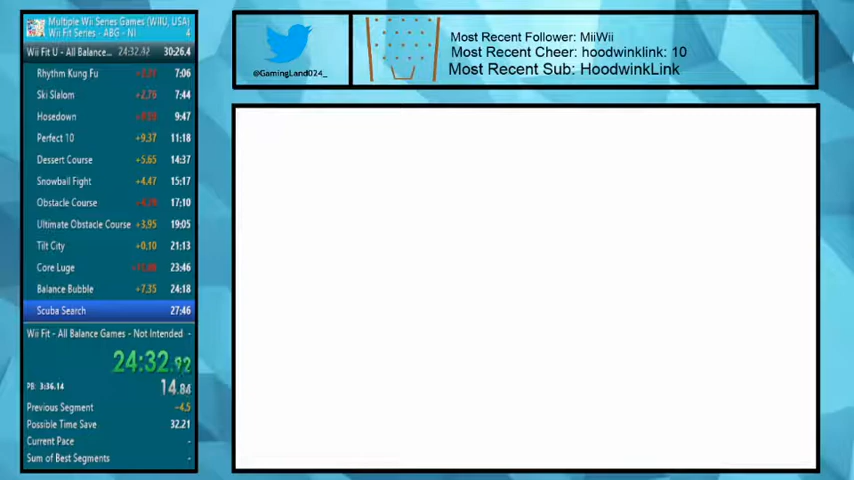 Multiple Wii Series Games (WIIU, USA)
Wii Fit Series - ABG - NI 4
Wii Fit U - All Balance... 24:32.92 30:26.4
Rhythm Kung Fu 7:06
Ski Slalom +2.76 7:44
Hosedown 9:47
Perfect 10 +9.37 11:18
Dessert Course +5.65 14:37
Snowball Fight +4.47 15:17
Obstacle Course 17:10
Ultimate Obstacle Course +3.95 19:05
Tilt City +0.10 21:13
Core Luge 23:46
Balance Bubble +7.35 24:18
Scuba Search 27:46
Wii Fit - All Balance Games - Not Intended -
24:32.92
PB: 3:36.14 14.84
Previous Segment -4.5
Possible Time Save 32.21
Current Pace -
Sum of Best Segments -
@GamingLand024_
Most Recent Follower: MiiWii
Most Recent Cheer: hoodwinklink: 10
Most Recent Sub: HoodwinkLink